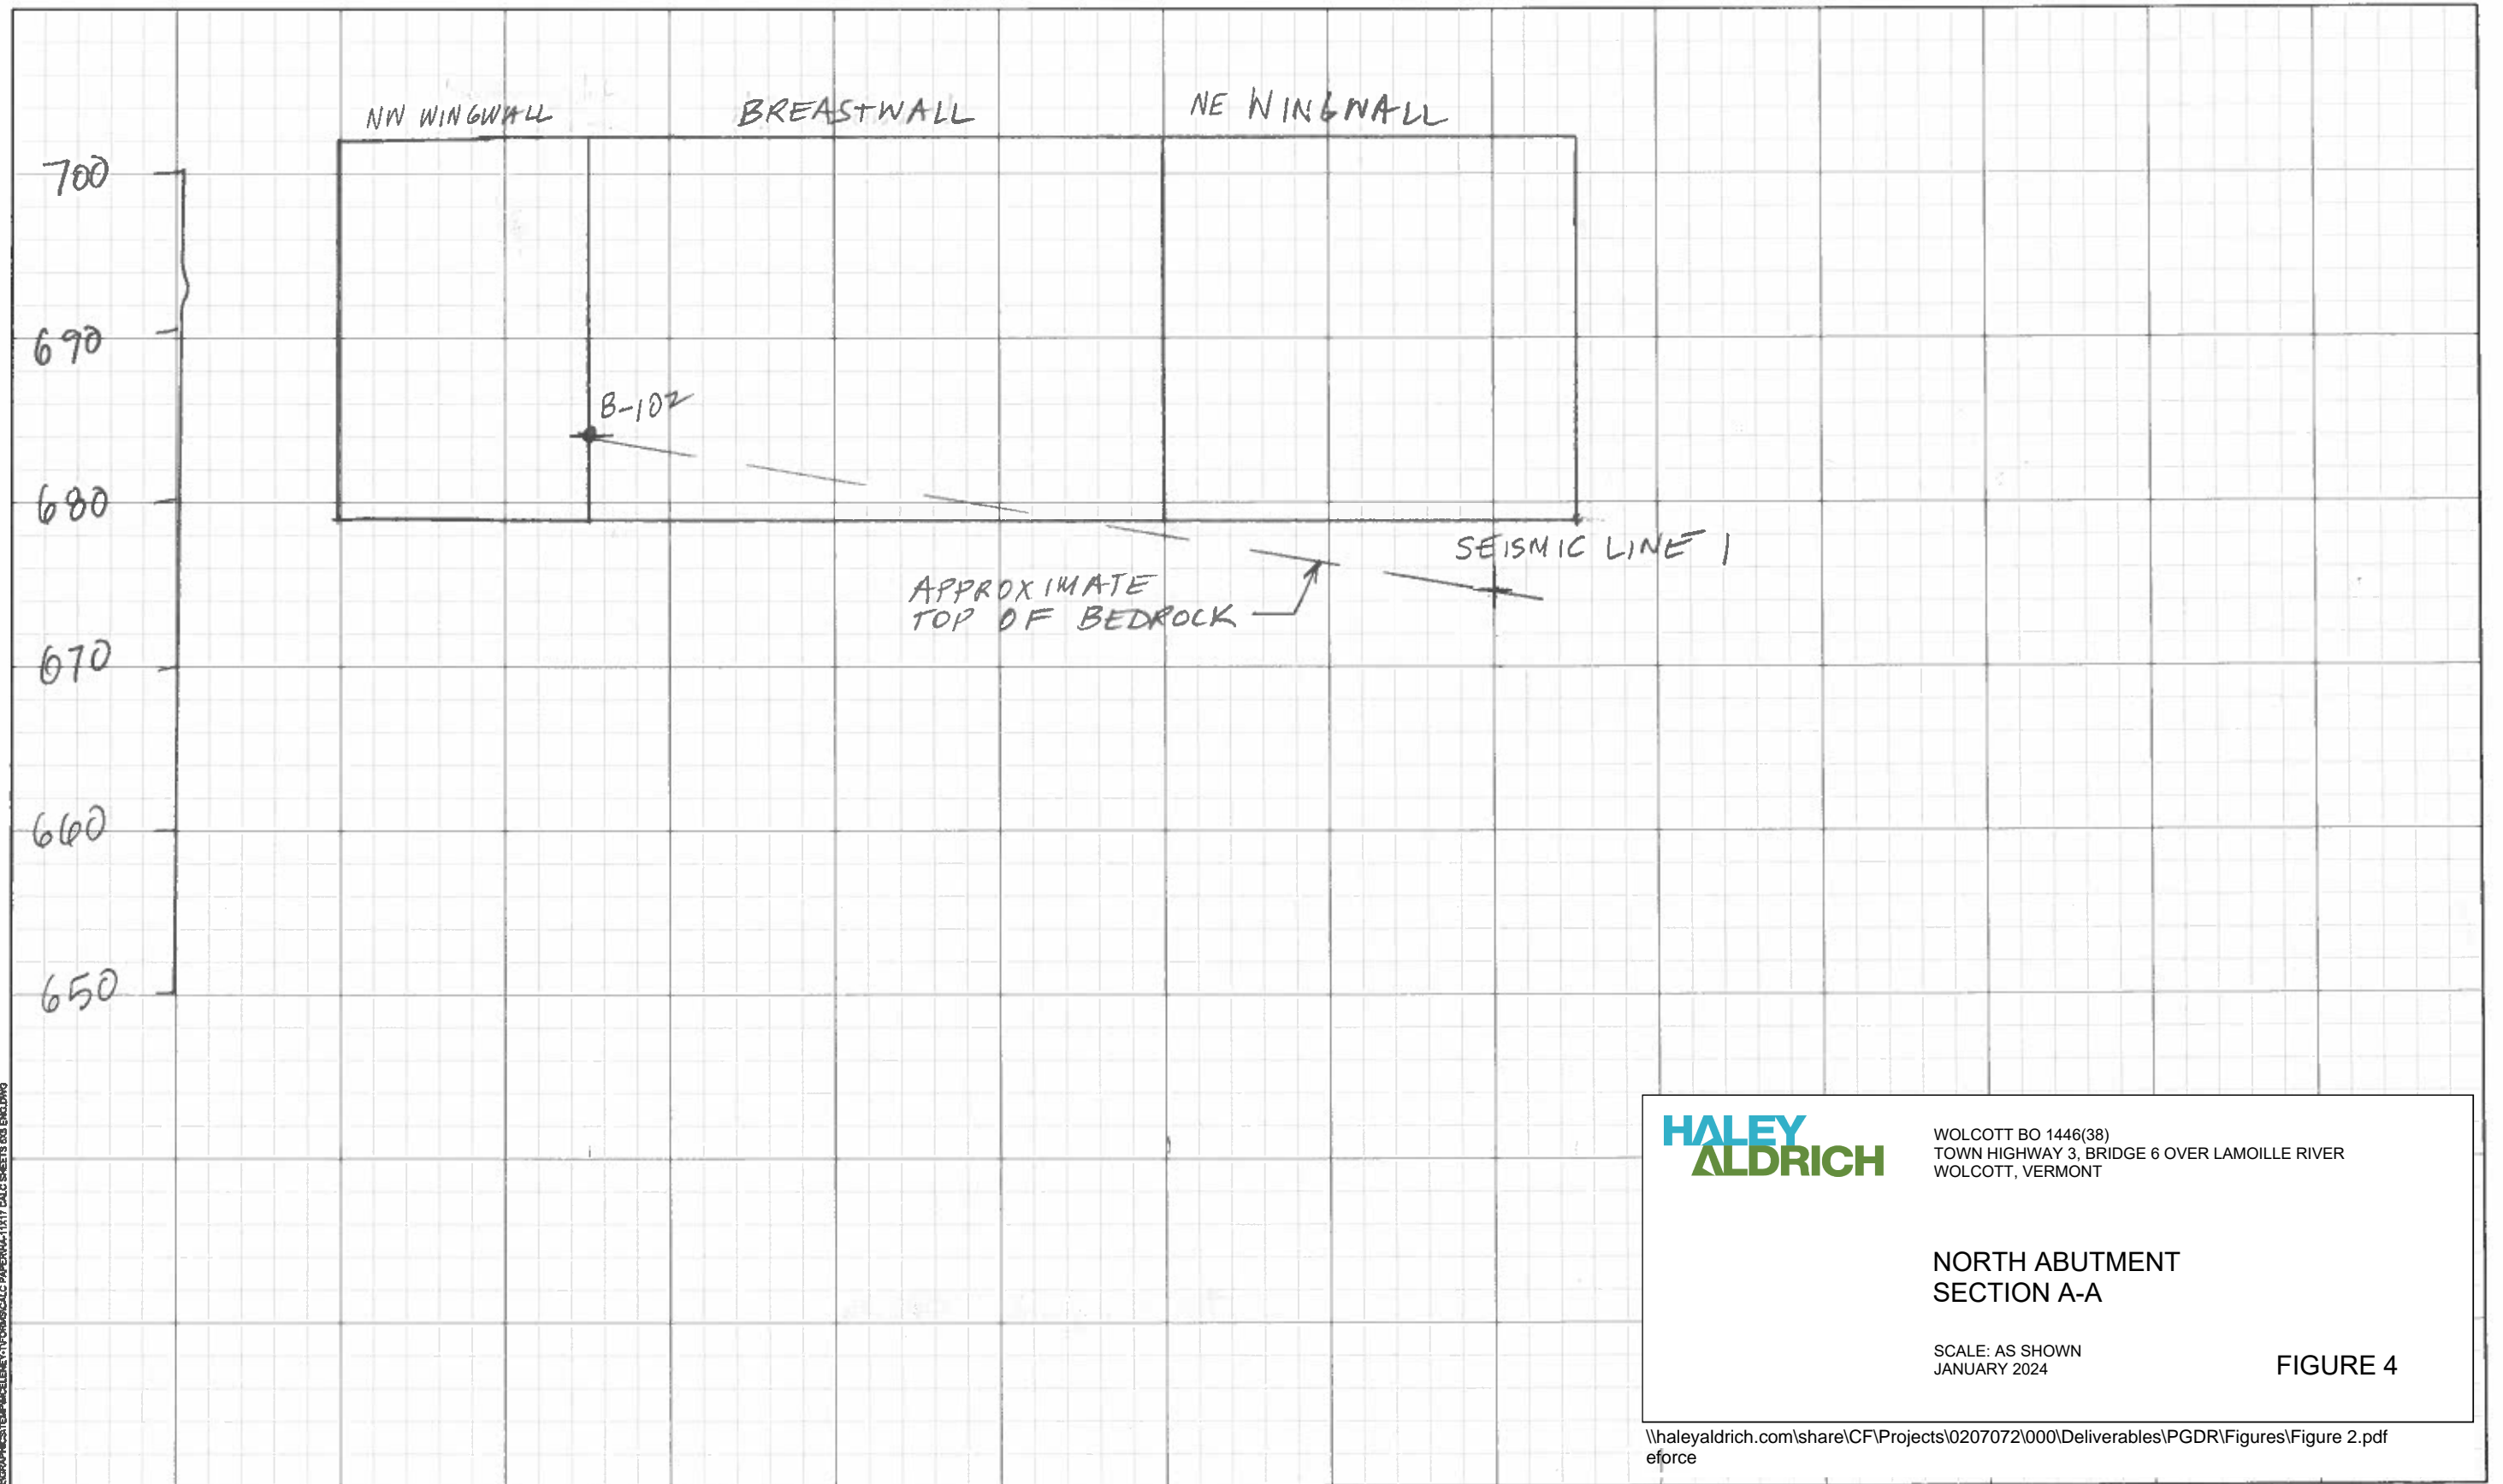 NW WINGWALL
BREASTWALL
NE WINGWALL
700
690
B-102
680
SEISMIC LINE 1
APPROXIMATE
TOP OF BEDROCK
670
660
650
HALEY
ALDRICH
WOLCOTT BO 1446(38)
TOWN HIGHWAY 3, BRIDGE 6 OVER LAMOILLE RIVER
WOLCOTT, VERMONT
NORTH ABUTMENT
SECTION A-A
SCALE: AS SHOWN
JANUARY 2024
FIGURE 4
\\haleyaldrich.com\share\CF\Projects\0207072\000\Deliverables\PGDR\Figures\Figure 2.pdf
eforce